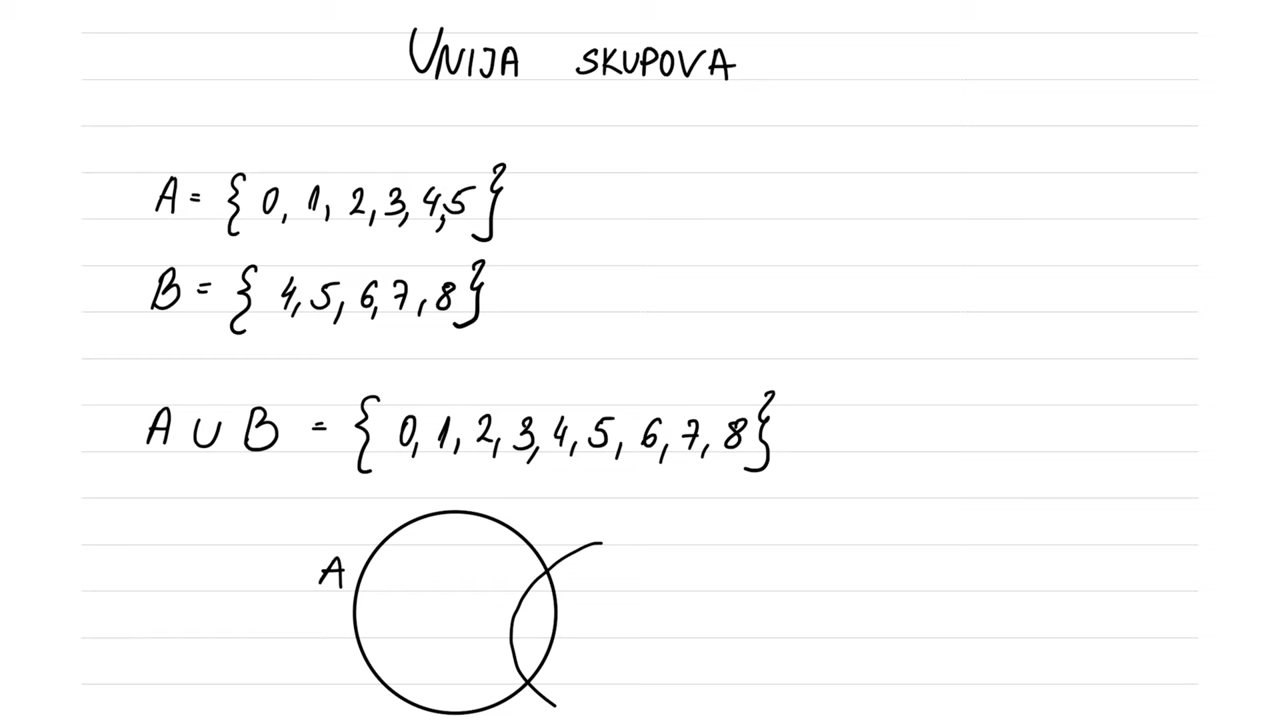 UNIJA SKUPOVA
A = { 0, 1, 2, 3, 4, 5 }
B = { 4, 5, 6, 7, 8 }
A ∪ B = { 0, 1, 2, 3, 4, 5, 6, 7, 8 }
A